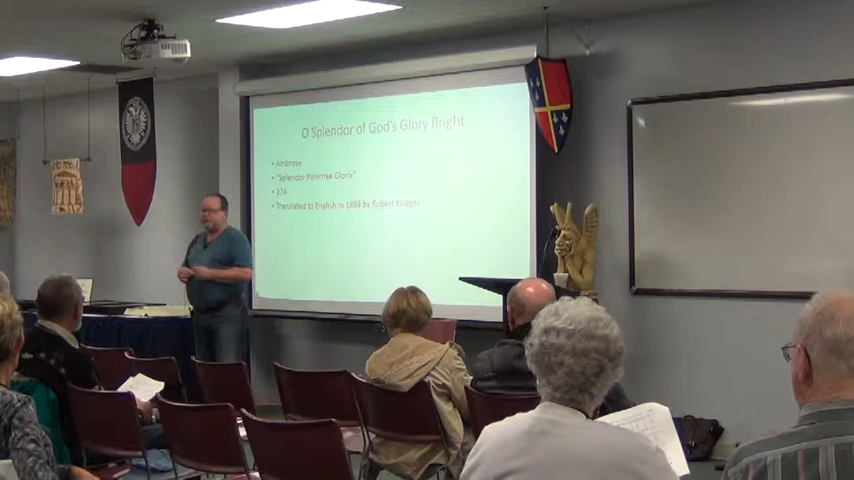 O Splendor of God's Glory Bright
• Ambrose
• "Splendor Paternae Gloria"
• 374
• Translated to English in 1899 by Robert Bridges